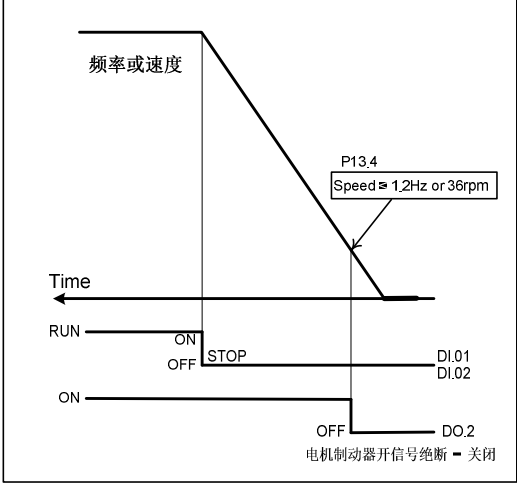 频率或速度
P13.4
Speed ≤ 1.2Hz or 36rpm
Time
RUN
ON
OFF
STOP
DI.01
DI.02
ON
OFF
DO.2
电机制动器开信号绝断 - 关闭